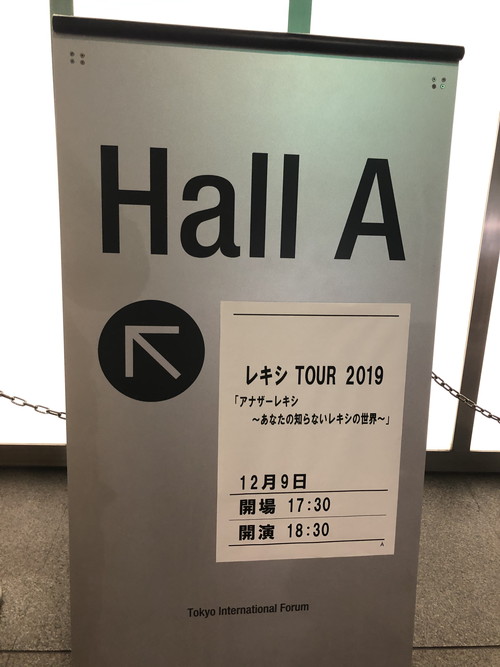 Hall A
レキシ TOUR 2019
「アナザーレキシ
～あなたの知らないレキシの世界～」
12月9日
開場 17:30
開演 18:30
A
Tokyo International Forum